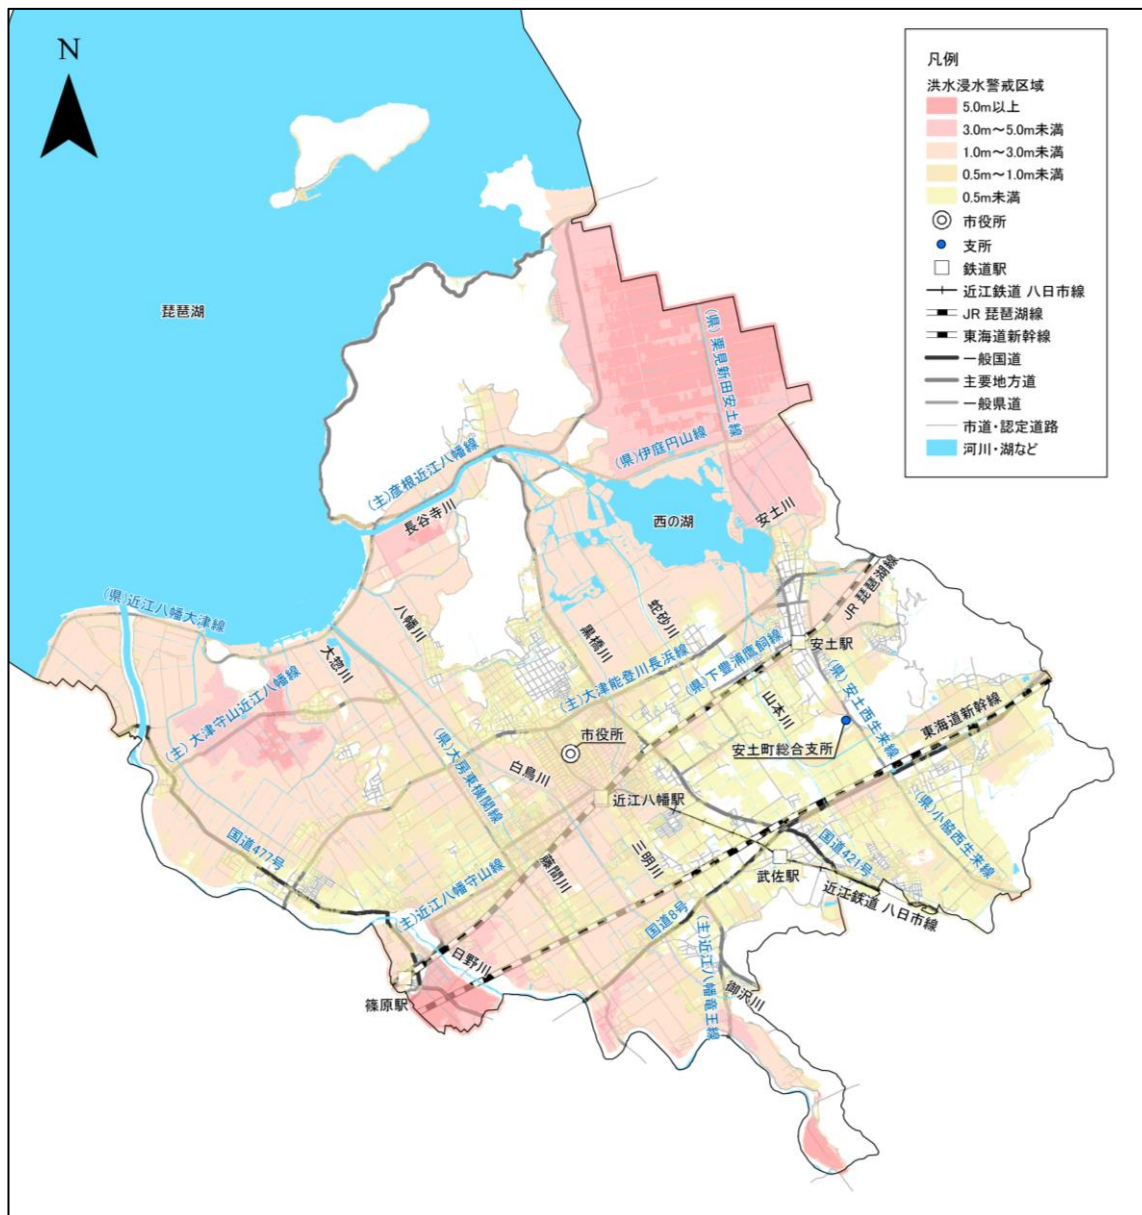 N
凡例
洪水浸水警戒区域
5.0m以上
3.0m～5.0m未満
1.0m～3.0m未満
0.5m～1.0m未満
0.5m未満
市役所
支所
鉄道駅
近江鉄道 八日市線
JR 琵琶湖線
東海道新幹線
一般国道
主要地方道
一般県道
市道・認定道路
河川・湖など
琵琶湖
(県)栗見新田安土線
(県)伊庭円山線
(主)彦根近江八幡線
長谷寺川
西の湖
安土川
JR 琵琶湖線
(県)近江八幡大津線
八幡川
黒橋川
蛇砂川
安土駅
大惣川
(主)大津能登川長浜線
(県)下豊浦鷹飼線
(主)大津守山近江八幡線
山本川
(県)安土西生来線
東海道新幹線
市役所
安土町総合支所
(県)大房東横関線
白鳥川
近江八幡駅
(県)小脇西生来線
国道477号
三明川
国道421号
藤間川
武佐駅
(主)近江八幡守山線
近江鉄道 八日市線
国道8号
日野川
(主)近江八幡竜王線
御沢川
篠原駅